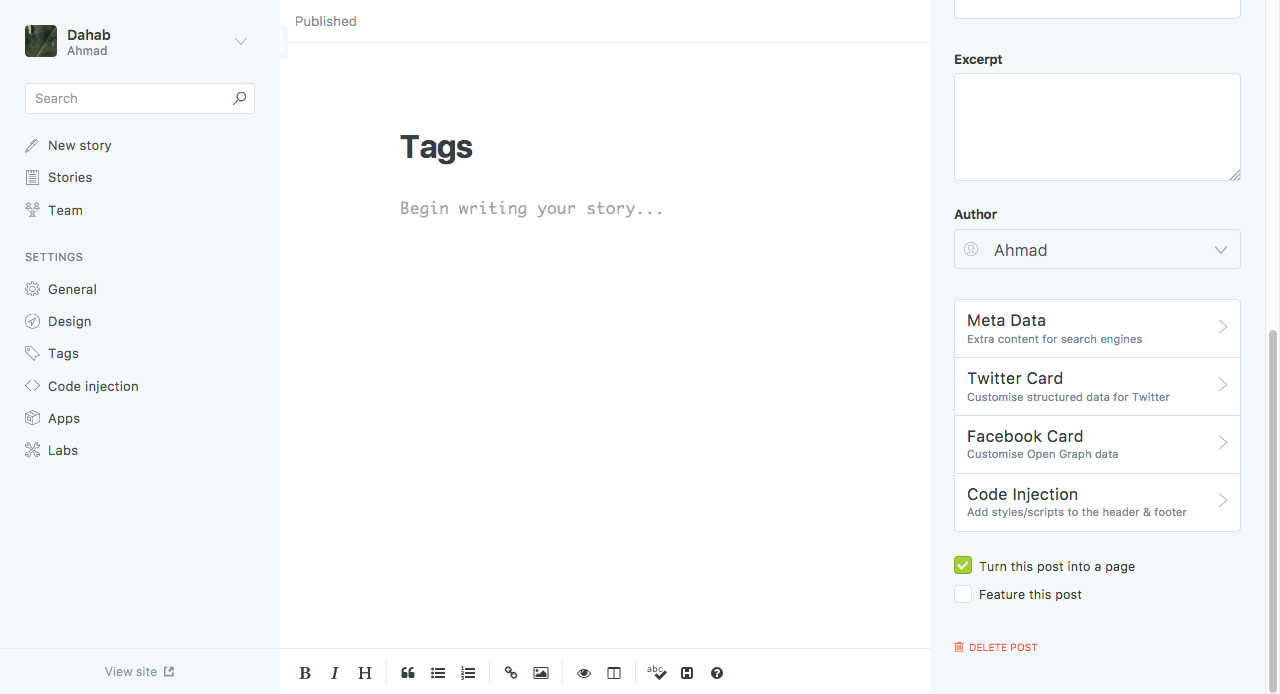 Dahab
Ahmad
Search
New story
Stories
Team
SETTINGS
General
Design
Tags
Code injection
Apps
Labs
View site
Published
Tags
Begin writing your story...
B I H
abc
Excerpt
Author
Ahmad
Meta Data
Extra content for search engines
Twitter Card
Customise structured data for Twitter
Facebook Card
Customise Open Graph data
Code Injection
Add styles/scripts to the header & footer
Turn this post into a page
Feature this post
DELETE POST